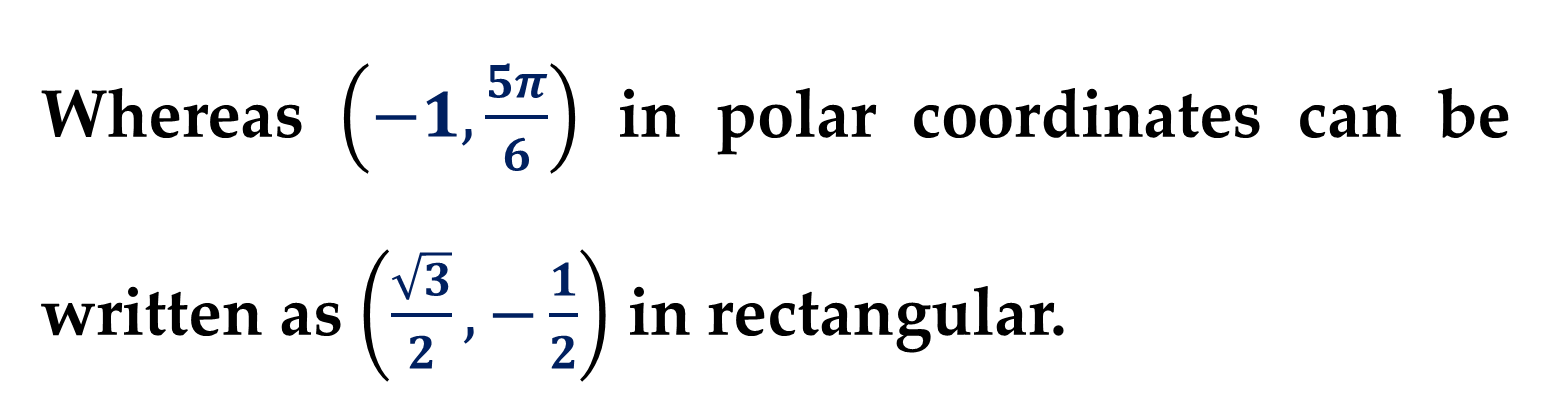 Whereas (−1, 5π/6) in polar coordinates can be
written as (√3/2, −1/2) in rectangular.